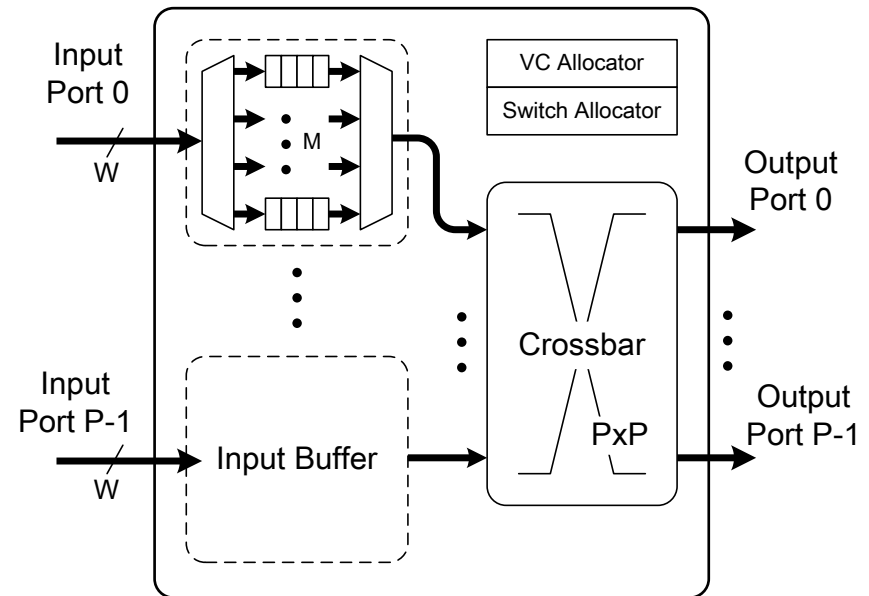 Input
Port 0
W
M
VC Allocator
Switch Allocator
Output
Port 0
Crossbar
PxP
Input
Port P-1
W
Input Buffer
Output
Port P-1